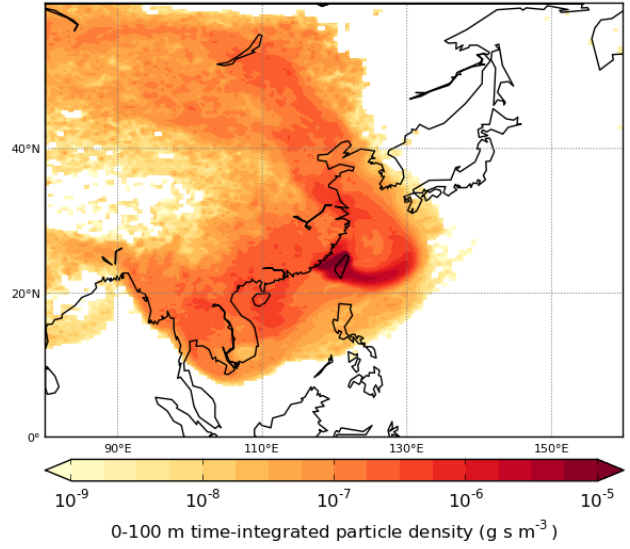 40°N
20°N
0°
90°E 110°E 130°E 150°E
10⁻⁹ 10⁻⁸ 10⁻⁷ 10⁻⁶ 10⁻⁵
0-100 m time-integrated particle density (g s m⁻³)